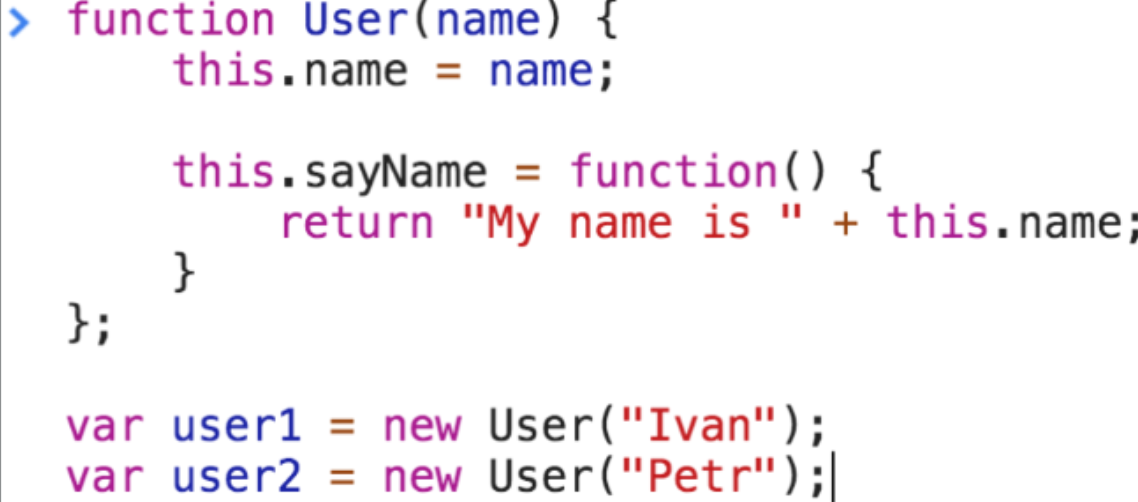 > function User(name) {
this.name = name;
this.sayName = function() {
return "My name is " + this.name;
}
};
var user1 = new User("Ivan");
var user2 = new User("Petr");